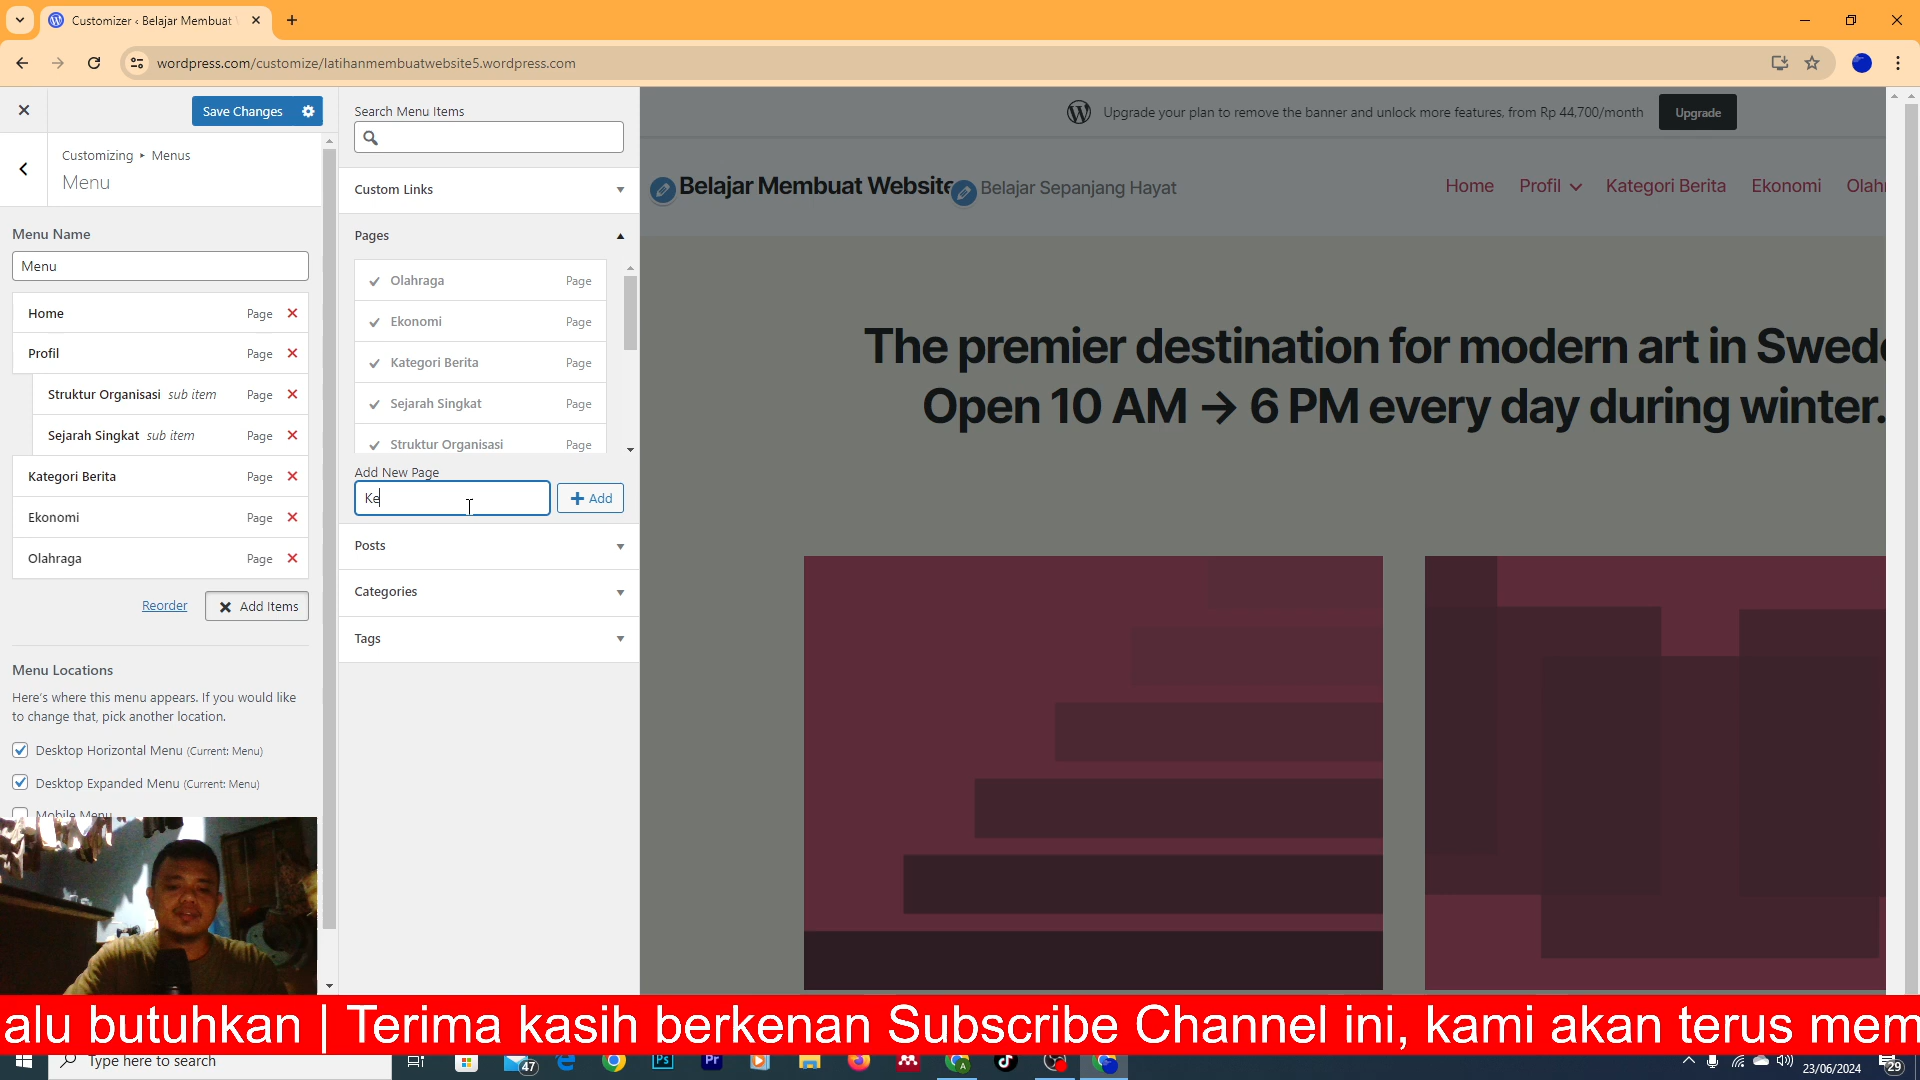 Customizer ‹ Belajar Membuat
wordpress.com/customize/latihanmembuatwebsite5.wordpress.com
Save Changes
Customizing ▸ Menus
Menu
Menu Name
Menu
Home Page
Profil Page
Struktur Organisasi sub item Page
Sejarah Singkat sub item Page
Kategori Berita Page
Ekonomi Page
Olahraga Page
Reorder
Add Items
Menu Locations
Here's where this menu appears. If you would like
to change that, pick another location.
Desktop Horizontal Menu (Current: Menu)
Desktop Expanded Menu (Current: Menu)
Mobile Menu
Search Menu Items
Custom Links
Pages
Olahraga Page
Ekonomi Page
Kategori Berita Page
Sejarah Singkat Page
Struktur Organisasi Page
Add New Page
Ke
Add
Posts
Categories
Tags
Upgrade your plan to remove the banner and unlock more features, from Rp 44,700/month
Upgrade
Belajar Membuat Website
Belajar Sepanjang Hayat
Home Profil Kategori Berita Ekonomi Olahr
The premier destination for modern art in Swede
Open 10 AM → 6 PM every day during winter.
alu butuhkan | Terima kasih berkenan Subscribe Channel ini, kami akan terus mem
Type here to search
47
Ps
Pr
A
23/06/2024
29